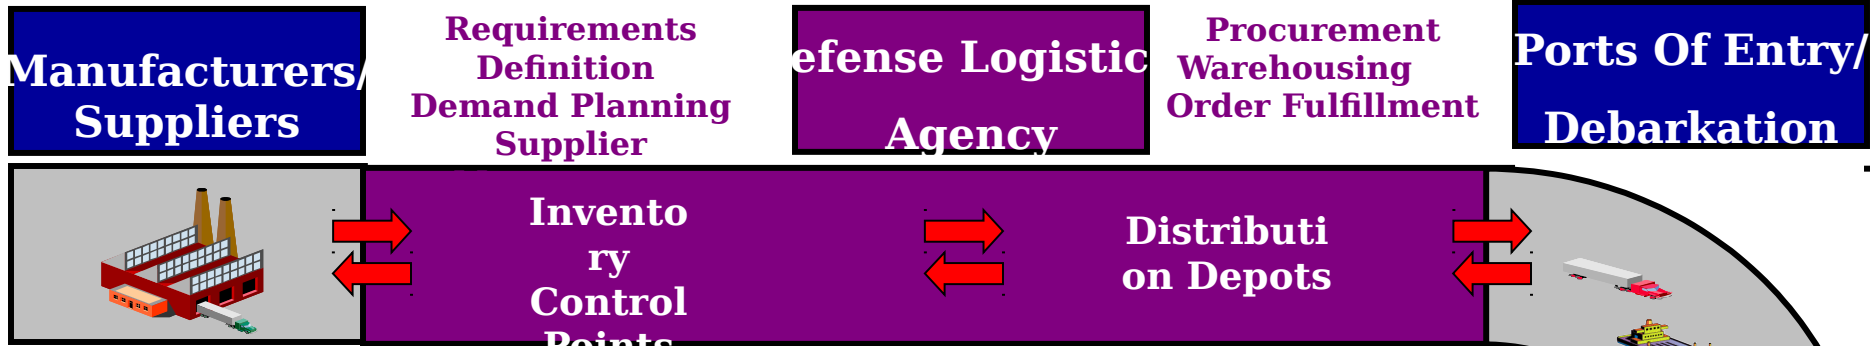 Manufacturers/
Suppliers
Requirements
Definition
Demand Planning
Supplier
efense Logistic
Agency
Procurement
Warehousing
Order Fulfillment
Ports Of Entry/
Debarkation
Invento
ry
Control
Points
Distributi
on Depots